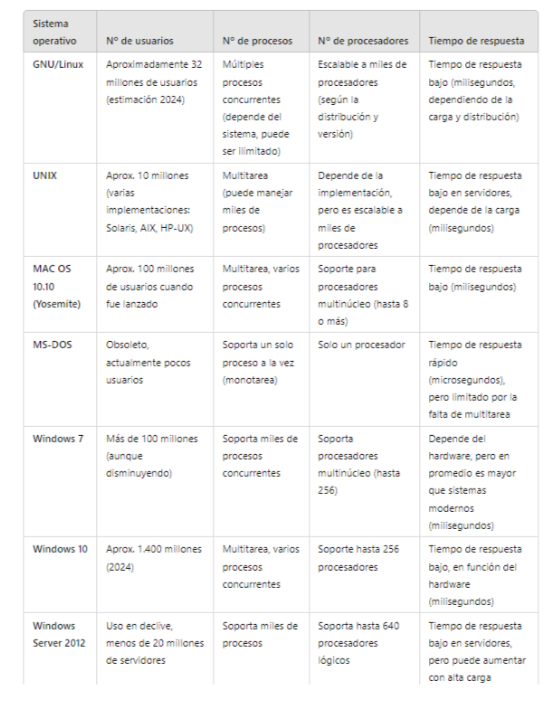 Sistema
operativo
Nº de usuarios
Nº de procesos
Nº de procesadores
Tiempo de respuesta
GNU/Linux
Aproximadamente 32
millones de usuarios
(estimación 2024)
Múltiples
procesos
concurrentes
(depende del
sistema, puede
ser ilimitado)
Escalable a miles de
procesadores
(según la
distribución y
versión)
Tiempo de respuesta
bajo (milisegundos,
dependiendo de la
carga y distribución)
UNIX
Aprox. 10 millones
(varias
implementaciones:
Solaris, AIX, HP-UX)
Multitarea
(puede manejar
miles de
procesos)
Depende de la
implementación,
pero es escalable a
miles de
procesadores
Tiempo de respuesta
bajo en servidores,
depende de la carga
(milisegundos)
MAC OS
10.10
(Yosemite)
Aprox. 100 millones
de usuarios cuando
fue lanzado
Multitarea, varios
procesos
concurrentes
Soporte para
procesadores
multinúcleo (hasta 8
o más)
Tiempo de respuesta
bajo (milisegundos)
MS-DOS
Obsoleto,
actualmente pocos
usuarios
Soporta un solo
proceso a la vez
(monotarea)
Solo un procesador
Tiempo de respuesta
rápido
(microsegundos),
pero limitado por la
falta de multitarea
Windows 7
Más de 100 millones
(aunque
disminuyendo)
Soporta miles de
procesos
concurrentes
Soporta
procesadores
multinúcleo (hasta
256)
Depende del
hardware, pero en
promedio es mayor
que sistemas
modernos
(milisegundos)
Windows 10
Aprox. 1.400 millones
(2024)
Multitarea, varios
procesos
concurrentes
Soporte hasta 256
procesadores
Tiempo de respuesta
bajo, en función del
hardware
(milisegundos)
Windows
Server 2012
Uso en declive,
menos de 20 millones
de servidores
Soporta miles de
procesos
Soporta hasta 640
procesadores
lógicos
Tiempo de respuesta
bajo en servidores,
pero puede aumentar
con alta carga